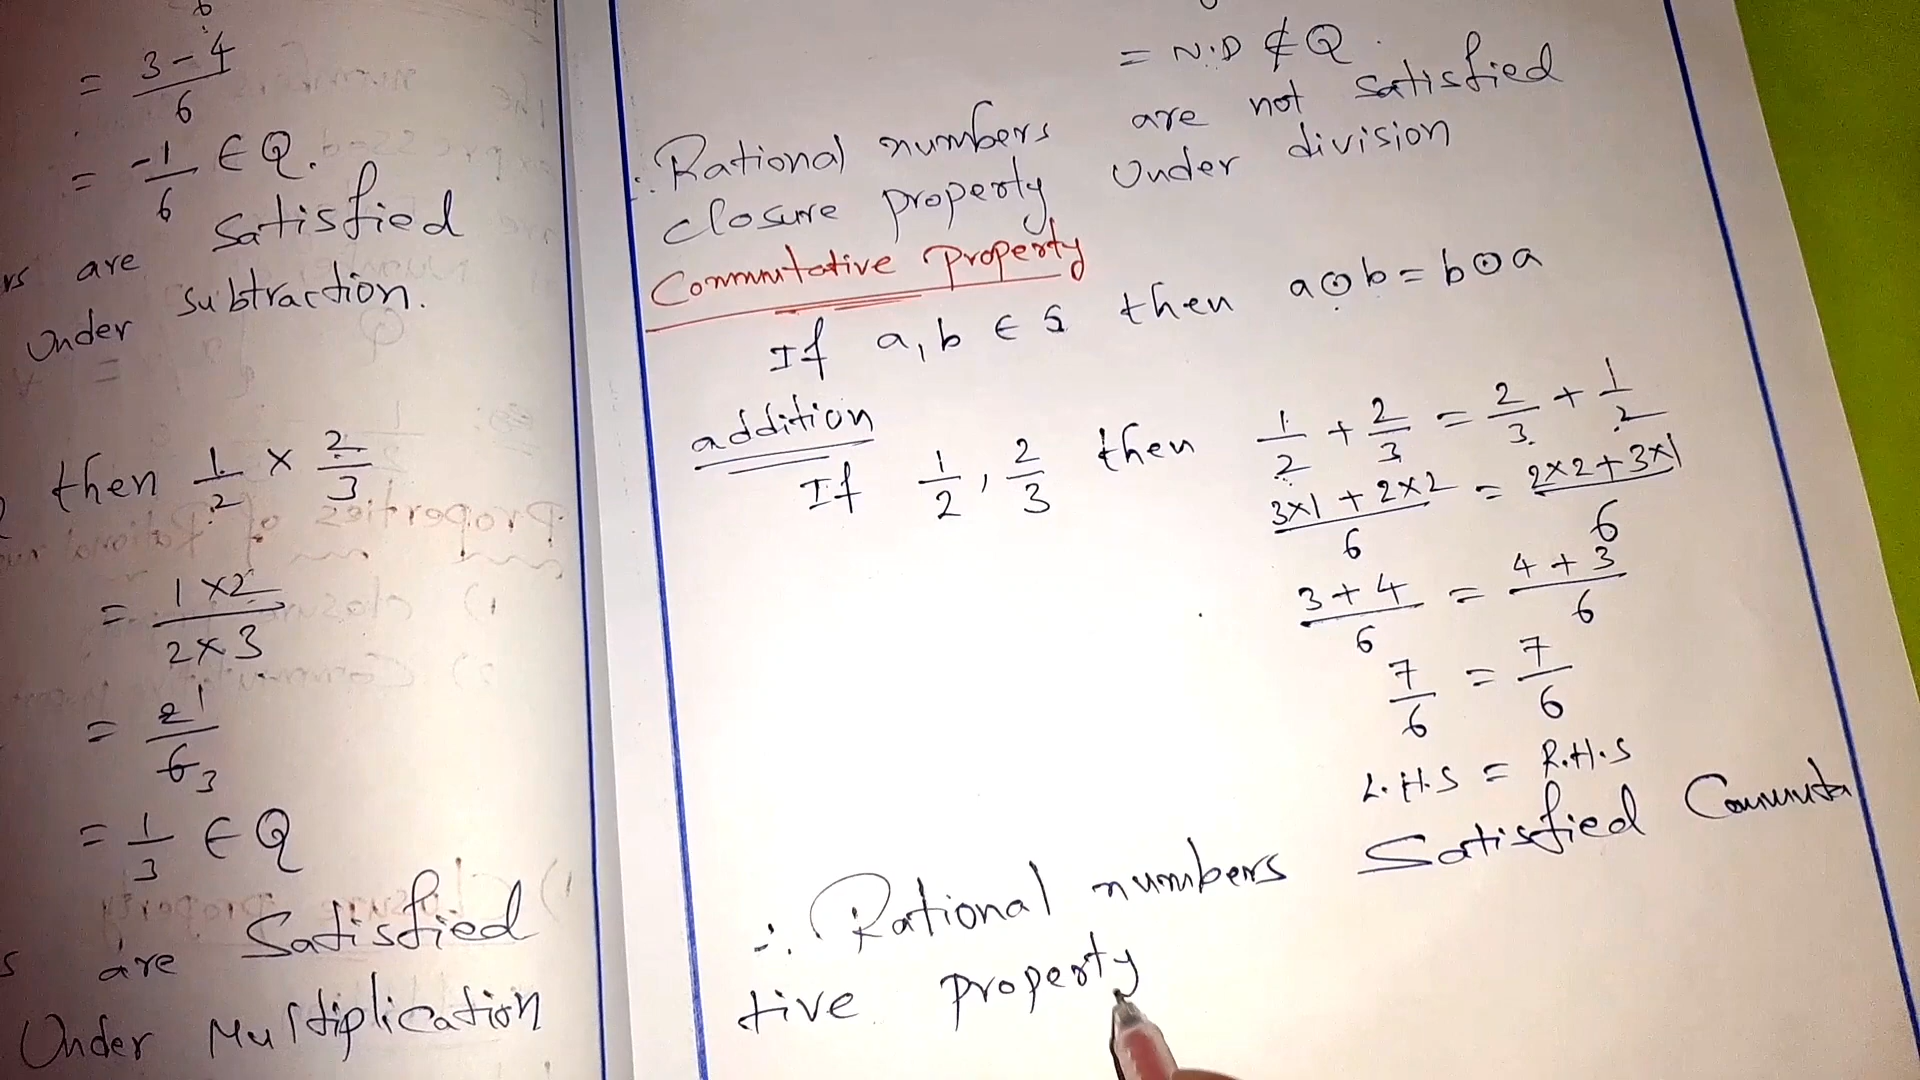 = 3-4/6
= -1/6 ∈ Q.
are satisfied
Under subtraction.
then 1/2 × 2/3
= 1×2/2×3
= 2 1/6 3
= 1/3 ∈ Q
are Satisfied
Under Multiplication
= N.D ∉ Q.
∴ Rational numbers are not satisfied
closure property Under division
Commutative Property
If a, b ∈ S then a⊙b = b⊙a
addition
If 1/2, 2/3 then 1/2 + 2/3 = 2/3 + 1/2
3×1+2×2/6 = 2×2+3×1/6
3+4/6 = 4+3/6
7/6 = 7/6
L.H.S = R.H.S
∴ Rational numbers Satisfied Commuta
tive property